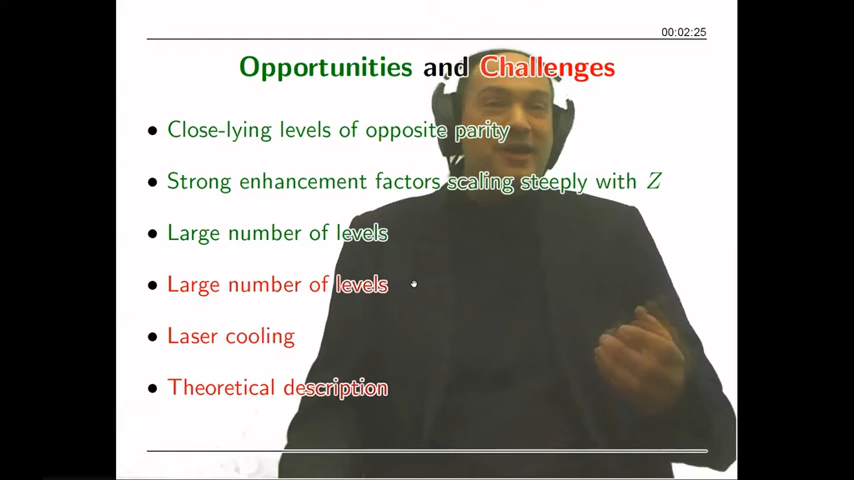 00:02:25
Opportunities and Challenges
• Close-lying levels of opposite parity
• Strong enhancement factors scaling steeply with Z
• Large number of levels
• Large number of levels
• Laser cooling
• Theoretical description